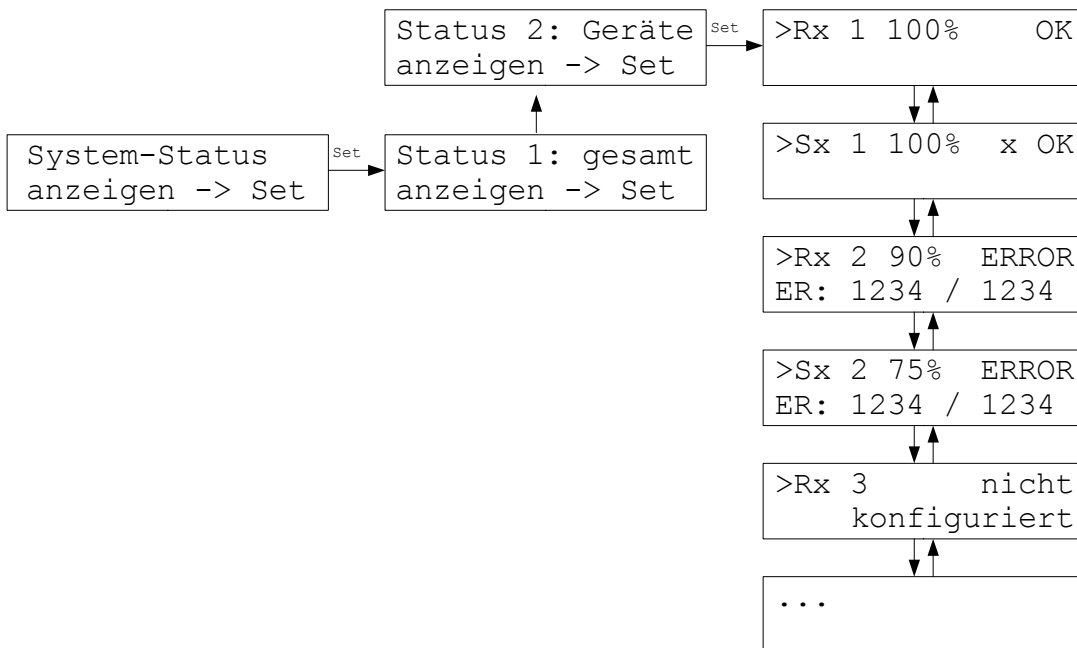 Status 2: Geräte
anzeigen -> Set
Set
>Rx 1 100% OK
>Sx 1 100% x OK
System-Status
anzeigen -> Set
Set
Status 1: gesamt
anzeigen -> Set
>Rx 2 90% ERROR
ER: 1234 / 1234
>Sx 2 75% ERROR
ER: 1234 / 1234
>Rx 3 nicht
konfiguriert
...